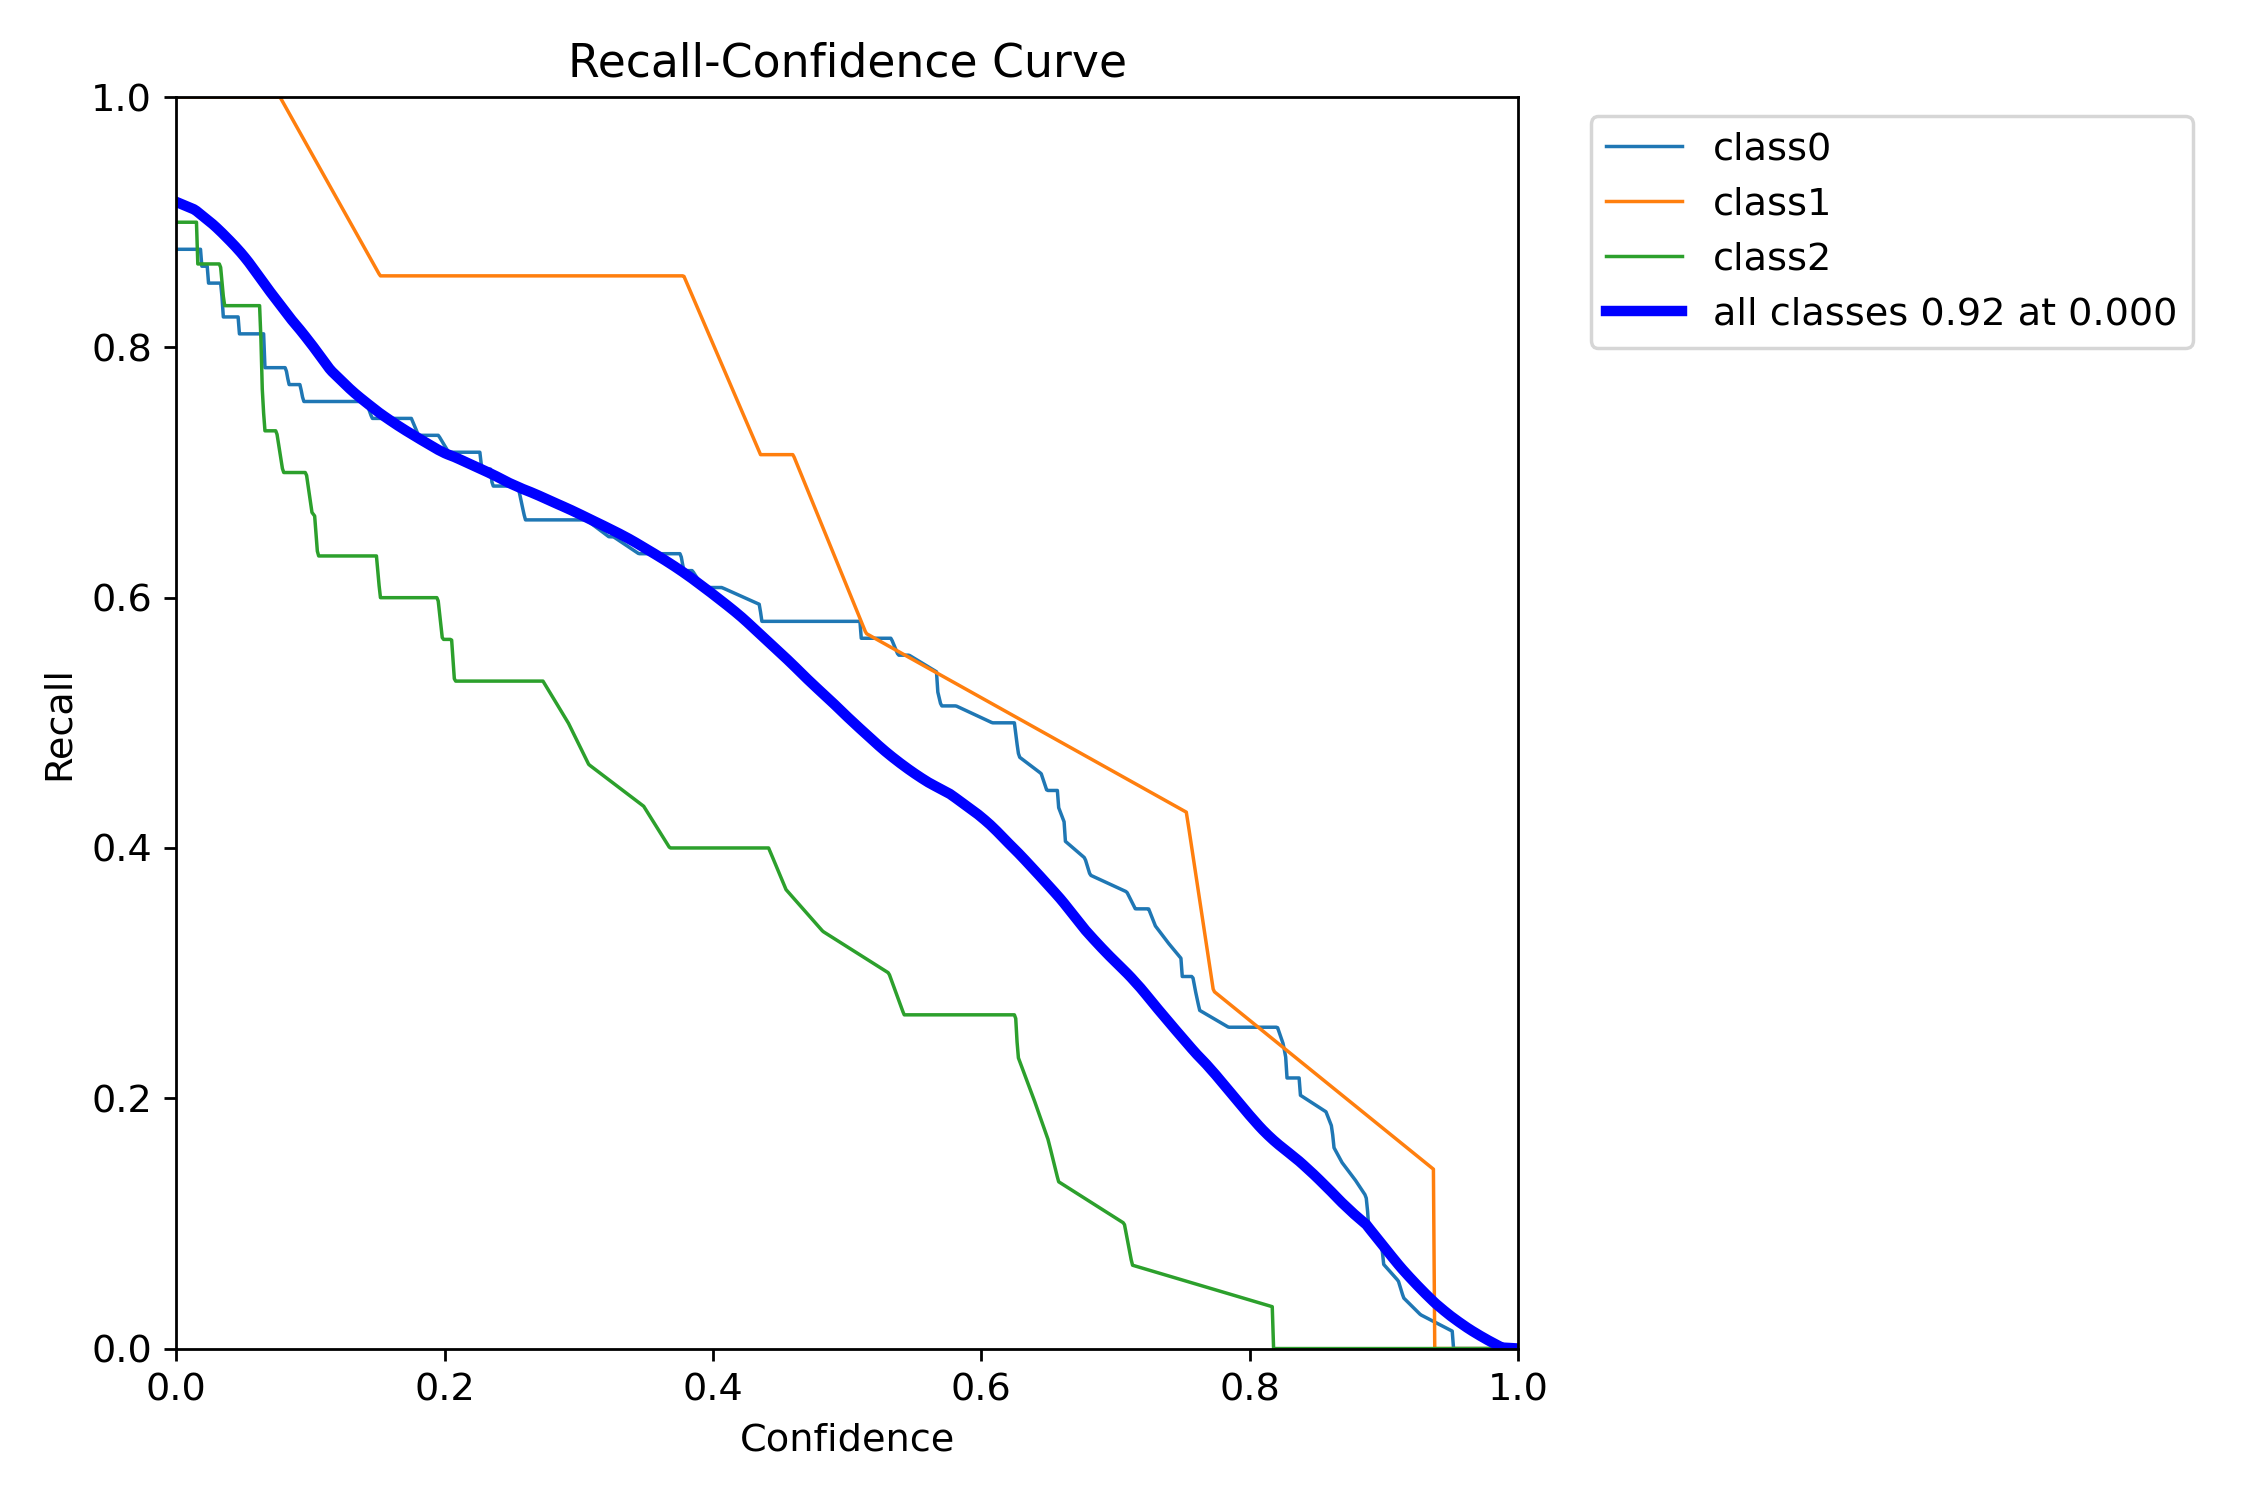 Recall-Confidence Curve
1.0
0.8
0.6
0.4
0.2
0.0
Recall
0.0 0.2 0.4 0.6 0.8 1.0
Confidence
class0
class1
class2
all classes 0.92 at 0.000